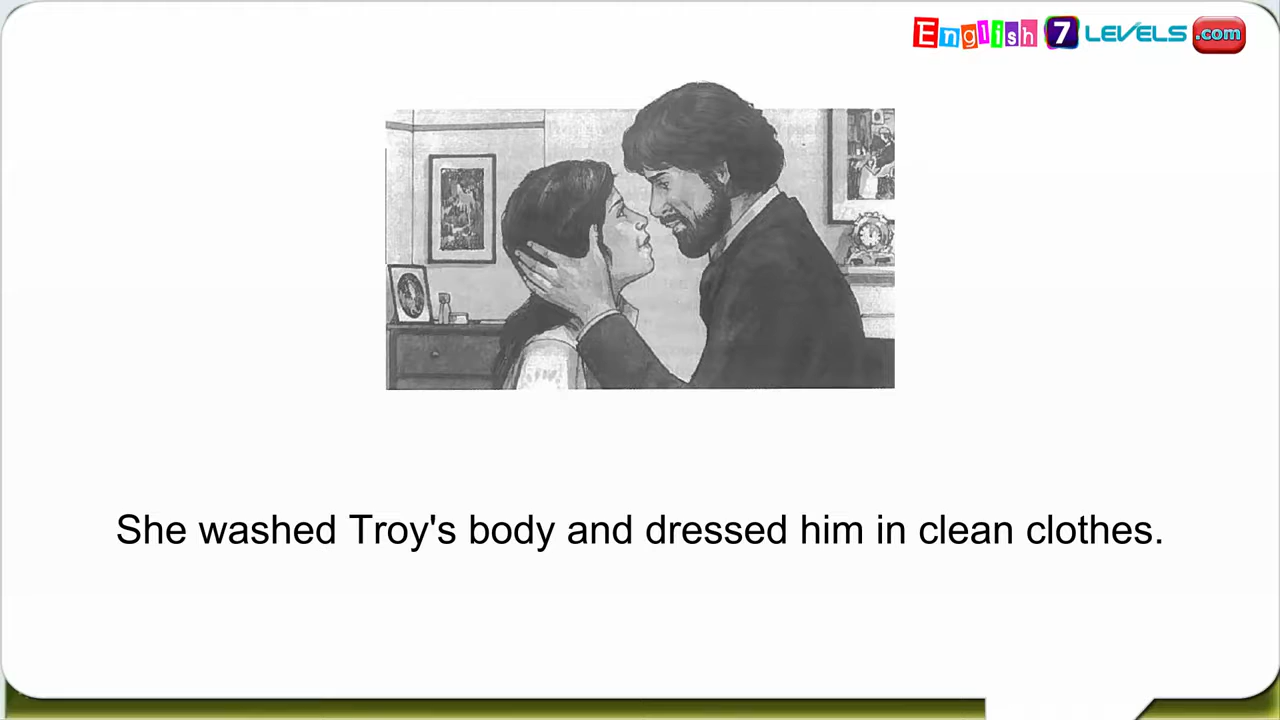 English 7 LEVELS .com
She washed Troy's body and dressed him in clean clothes.